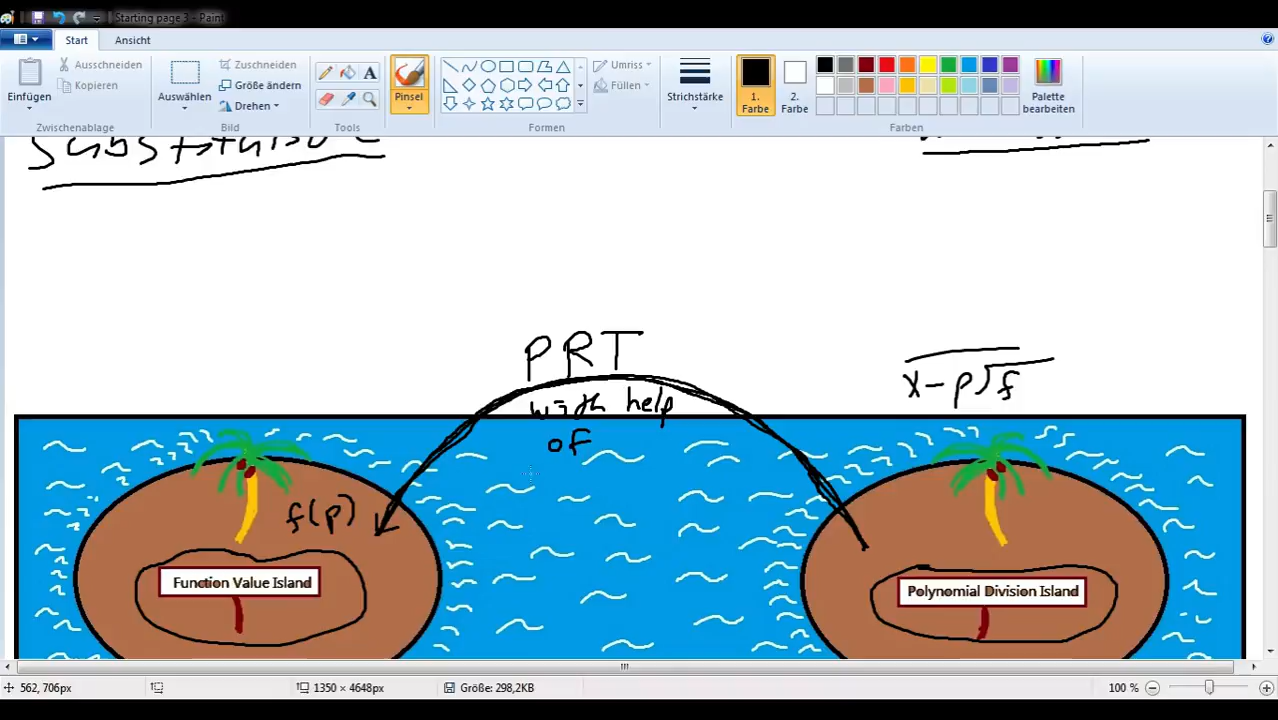 Starting page 3 - Paint
Start
Ansicht
Einfügen
Ausschneiden
Kopieren
Zwischenablage
Auswählen
Zuschneiden
Größe ändern
Drehen
Bild
A
Tools
Pinsel
Umriss
Füllen
Formen
Strichstärke
1.
Farbe
2.
Farbe
Palette
bearbeiten
Farben
PRT
with help
of
x-p)f
f(p)
Function Value Island
Polynomial Division Island
562, 706px
1350 × 4648px
Größe: 298,2KB
100 %